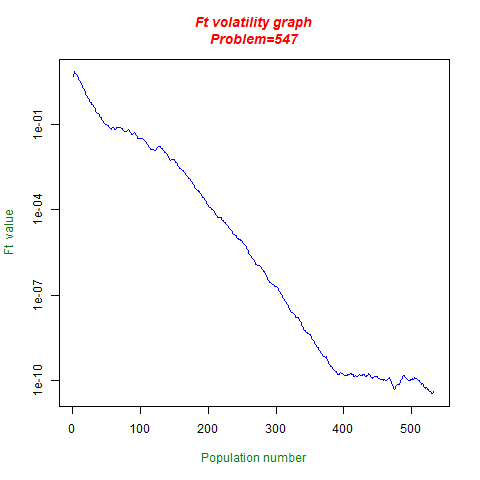 Ft volatility graph
Problem=547
1e-01
1e-04
1e-07
1e-10
Ft value
0 100 200 300 400 500
Population number